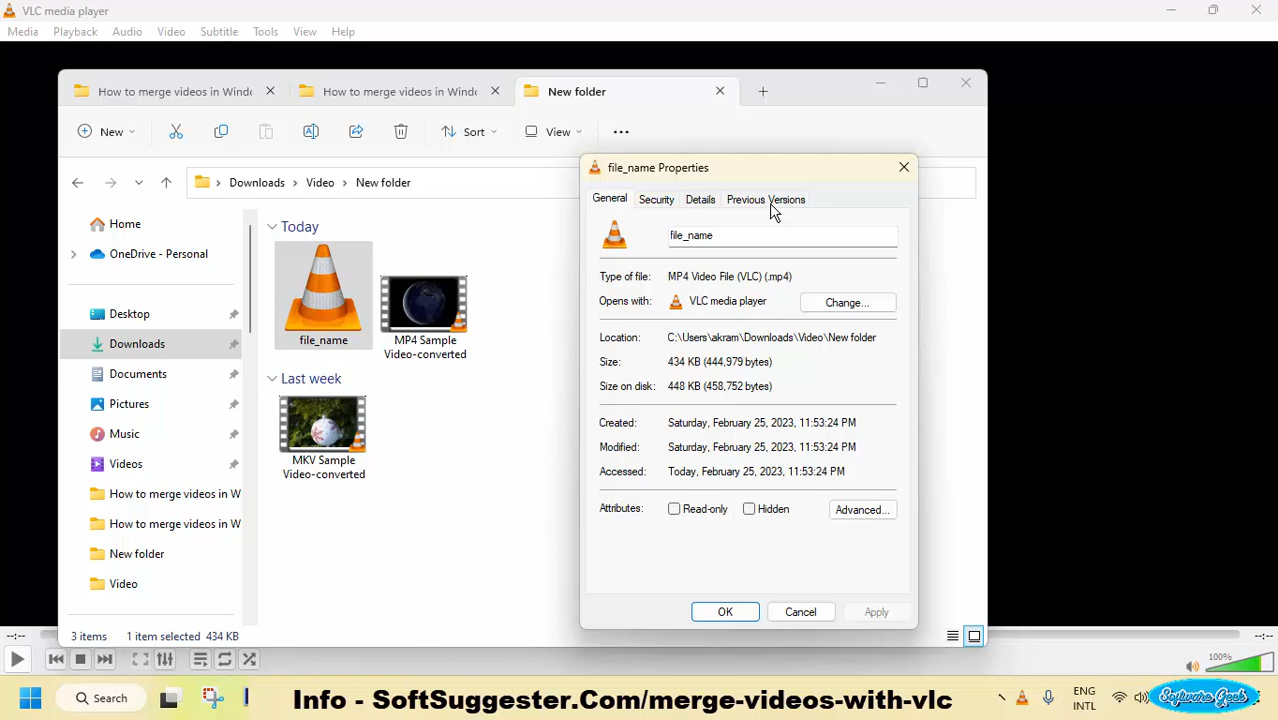 VLC media player
Media Playback Audio Video Subtitle Tools View Help
How to merge videos in Windo
How to merge videos in Windo
New folder
New Sort View
Downloads > Video > New folder
Home
OneDrive - Personal
Desktop
Downloads
Documents
Pictures
Music
Videos
How to merge videos in W
How to merge videos in W
New folder
Video
Today
file_name
MP4 Sample
Video-converted
Last week
MKV Sample
Video-converted
3 items 1 item selected 434 KB
file_name Properties
General Security Details Previous Versions
file_name
Type of file: MP4 Video File (VLC) (.mp4)
Opens with: VLC media player Change...
Location: C:\Users\akram\Downloads\Video\New folder
Size: 434 KB (444,979 bytes)
Size on disk: 448 KB (458,752 bytes)
Created: Saturday, February 25, 2023, 11:53:24 PM
Modified: Saturday, February 25, 2023, 11:53:24 PM
Accessed: Today, February 25, 2023, 11:53:24 PM
Attributes: Read-only Hidden Advanced...
OK Cancel Apply
--:-- --:--
100%
Search
Info - SoftSuggester.Com/merge-videos-with-vlc
ENG
INTL
Software Geek